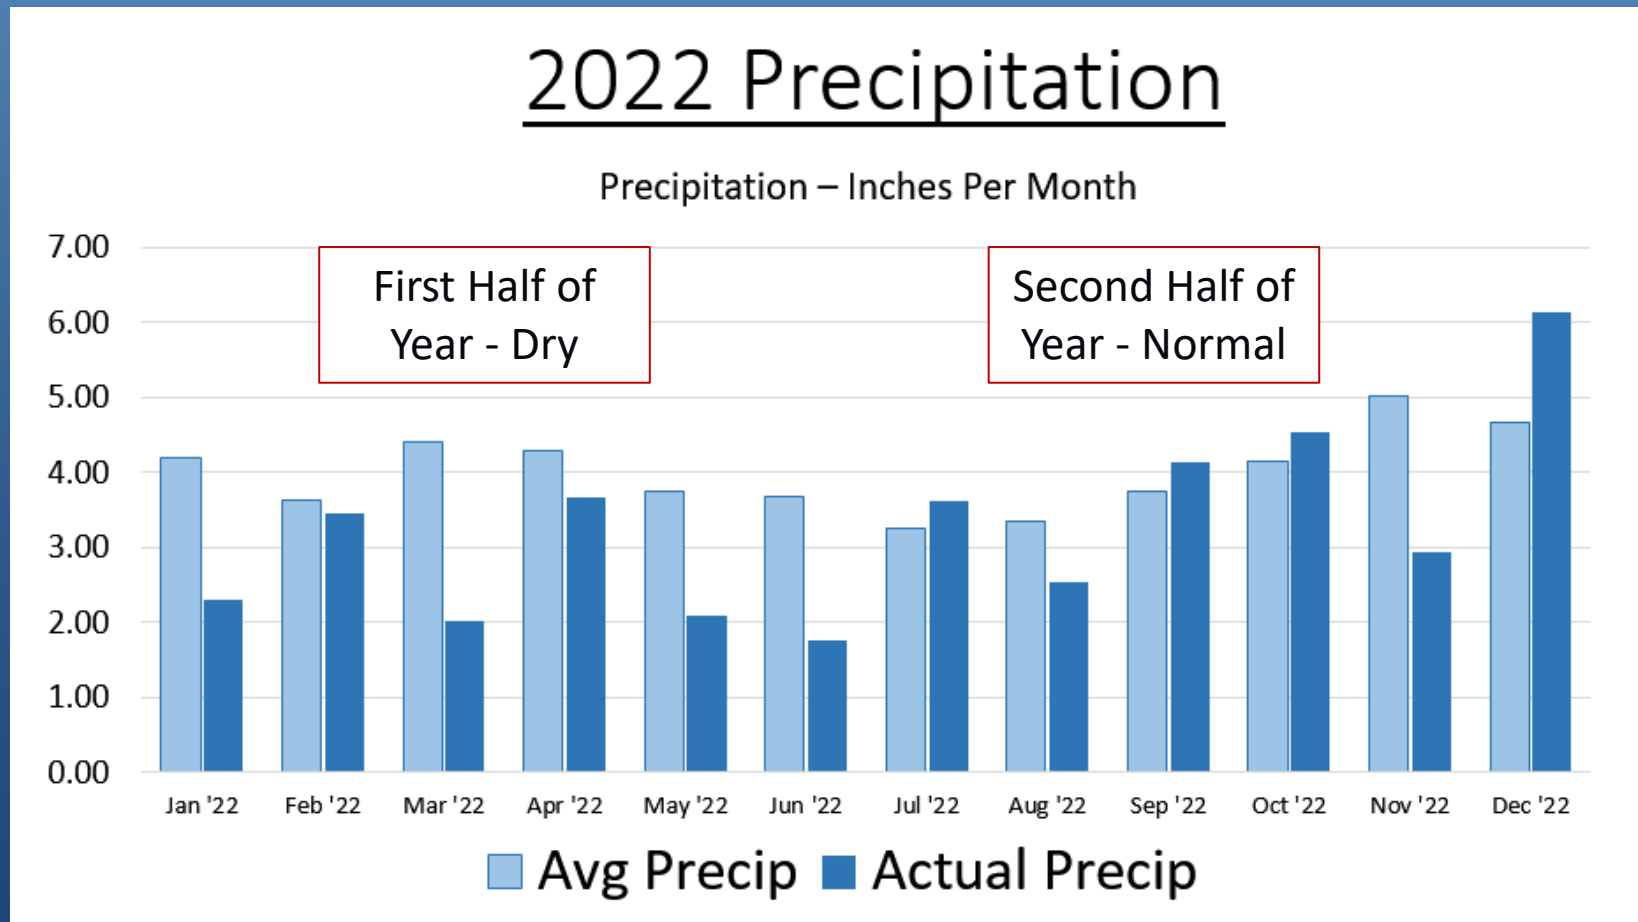 2022 Precipitation
Precipitation – Inches Per Month
7.00
6.00
5.00
4.00
3.00
2.00
1.00
0.00
First Half of
Year - Dry
Second Half of
Year - Normal
Jan '22 Feb '22 Mar '22 Apr '22 May '22 Jun '22 Jul '22 Aug '22 Sep '22 Oct '22 Nov '22 Dec '22
Avg Precip Actual Precip